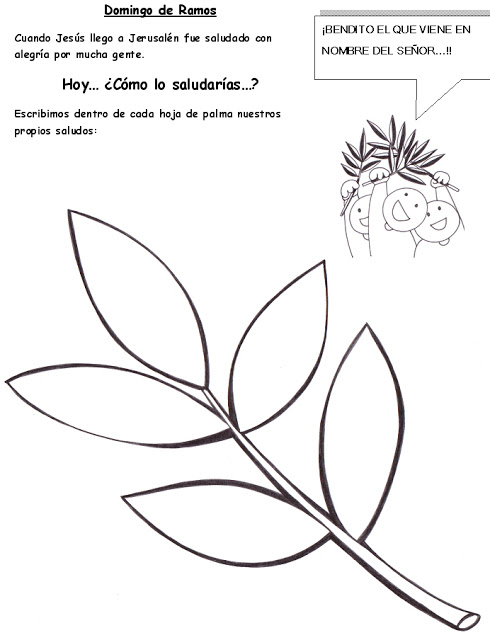 Domingo de Ramos
Cuando Jesús llego a Jerusalén fue saludado con
alegría por mucha gente.
Hoy... ¿Cómo lo saludarías...?
Escribimos dentro de cada hoja de palma nuestros
propios saludos:
¡BENDITO EL QUE VIENE EN
NOMBRE DEL SEÑOR...!!